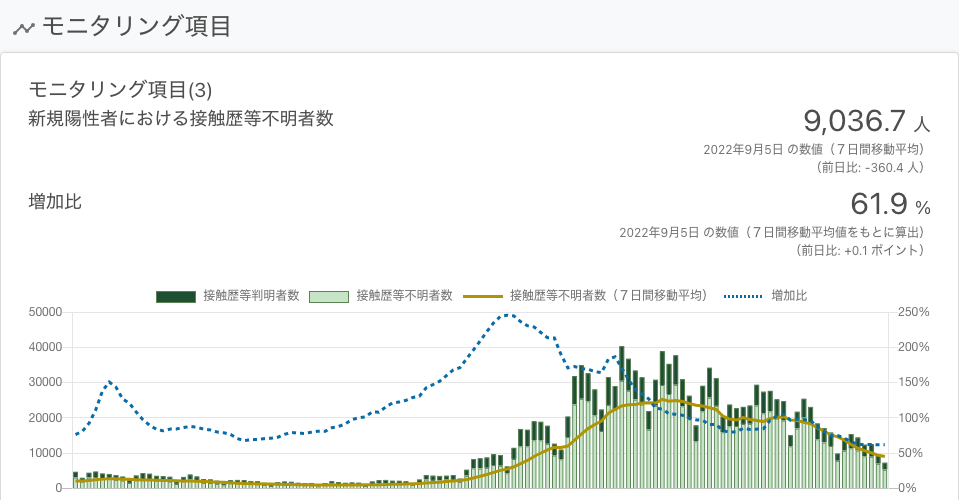 モニタリング項目
モニタリング項目(3)
新規陽性者における接触歴等不明者数
9,036.7 人
2022年9月5日 の数値（７日間移動平均）
（前日比: -360.4 人）
増加比
61.9 %
2022年9月5日 の数値（７日間移動平均値をもとに算出）
（前日比: +0.1 ポイント）
接触歴等判明者数 接触歴等不明者数 接触歴等不明者数（７日間移動平均） 増加比
50000 250%
40000 200%
30000 150%
20000 100%
10000 50%
0 0%